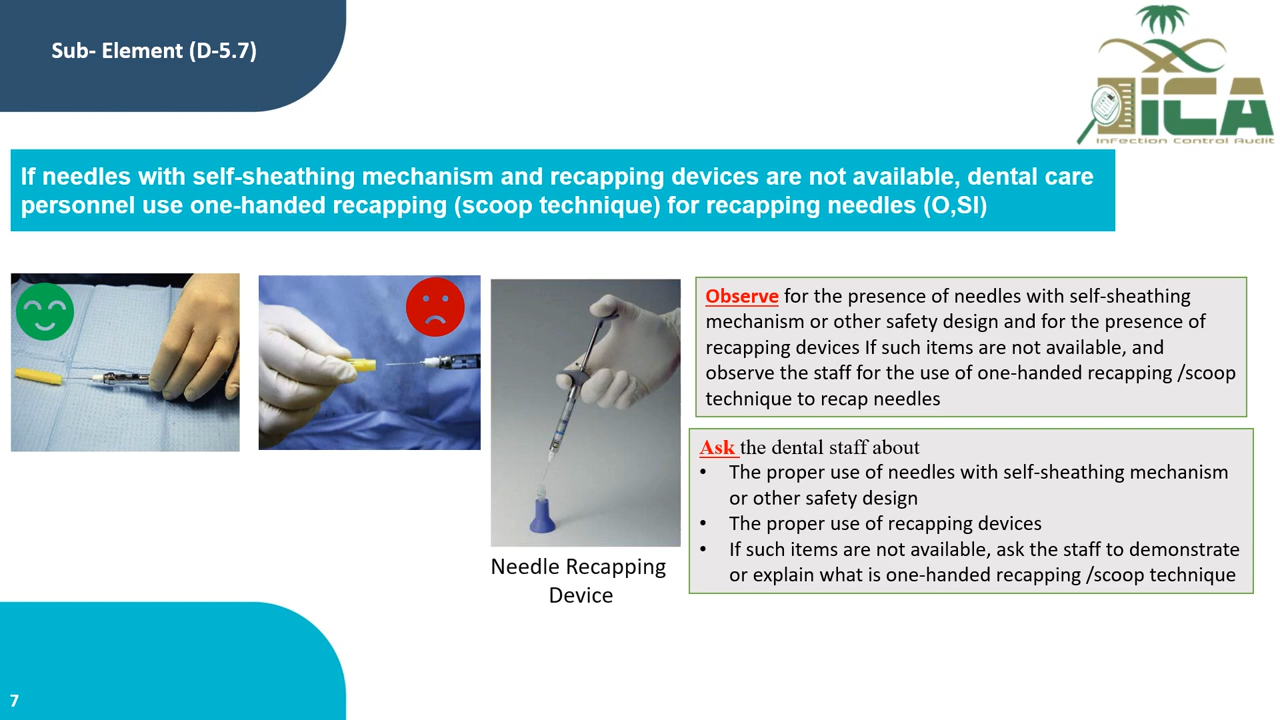 Sub- Element (D-5.7)
iCA
Infection Control Audit
If needles with self-sheathing mechanism and recapping devices are not available, dental care
personnel use one-handed recapping (scoop technique) for recapping needles (O,SI)
Needle Recapping
Device
Observe for the presence of needles with self-sheathing
mechanism or other safety design and for the presence of
recapping devices If such items are not available, and
observe the staff for the use of one-handed recapping /scoop
technique to recap needles
Ask the dental staff about
• The proper use of needles with self-sheathing mechanism
or other safety design
• The proper use of recapping devices
• If such items are not available, ask the staff to demonstrate
or explain what is one-handed recapping /scoop technique
7